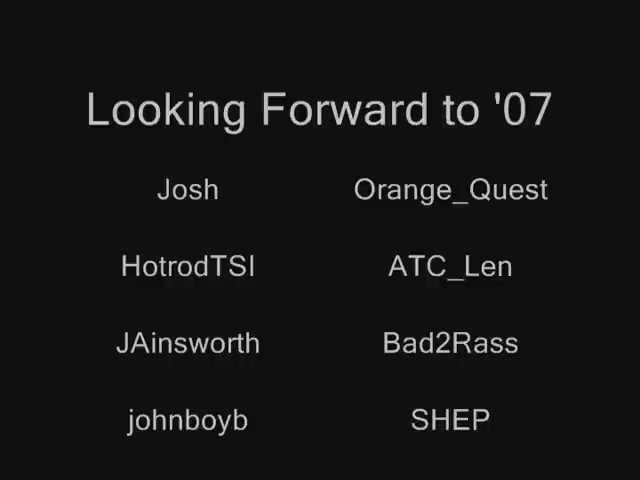 Looking Forward to '07
Josh Orange_Quest
HotrodTSI ATC_Len
JAinsworth Bad2Rass
johnboyb SHEP